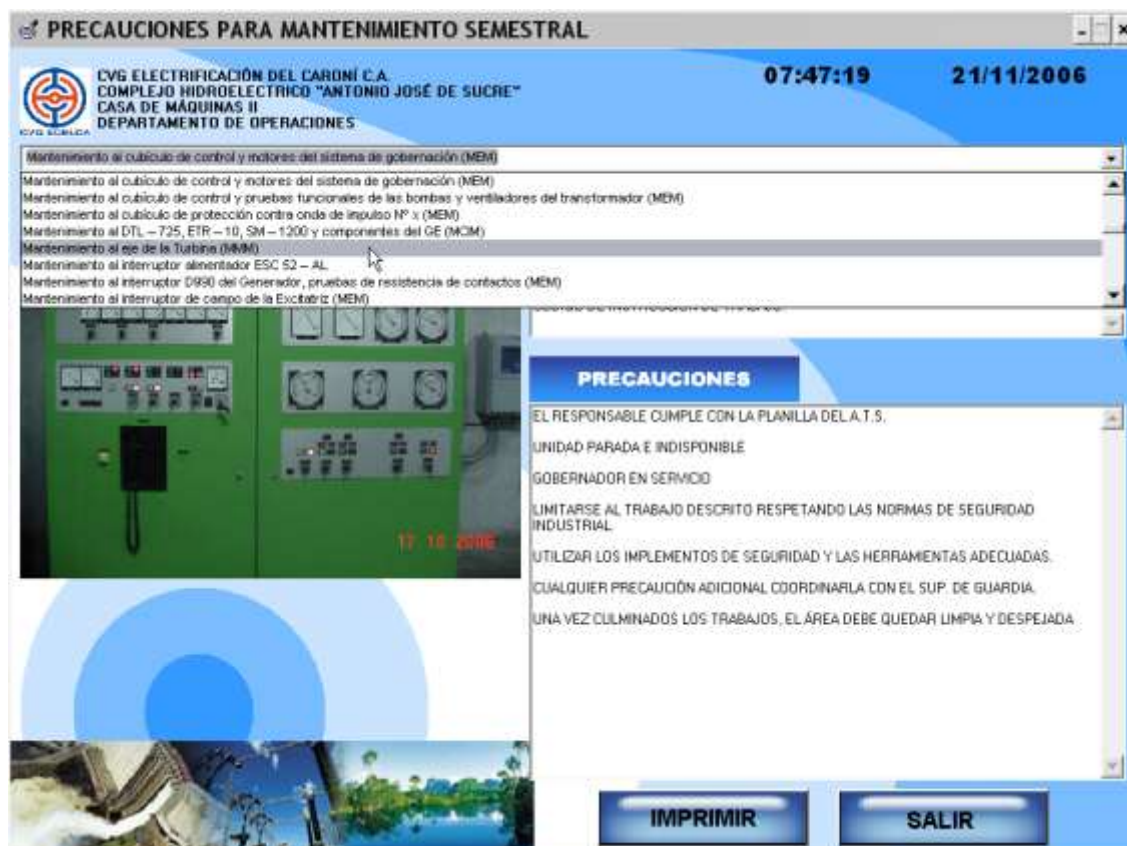 PRECAUCIONES PARA MANTENIMIENTO SEMESTRAL
CVG ELECTRIFICACIÓN DEL CARONÍ C.A.
COMPLEJO HIDROELECTRICO "ANTONIO JOSÉ DE SUCRE"
CASA DE MÁQUINAS II
DEPARTAMENTO DE OPERACIONES
07:47:19
21/11/2006
CVG EDELCA
Mantenimiento al cubículo de control y motores del sistema de gobernación (MEM)
Mantenimiento al cubículo de control y motores del sistema de gobernación (MEM)
Mantenimiento al cubículo de control y pruebas funcionales de las bombas y ventiladores del transformador (MEM)
Mantenimiento al cubículo de protección contra onda de impulso Nº x (MEM)
Mantenimiento al DTL – 725, ETR – 10, SM – 1200 y componentes del GE (MCIM)
Mantenimiento al eje de la Turbina (MMM)
Mantenimiento al interruptor alimentador ESC 52 – AL
Mantenimiento al interruptor D990 del Generador, pruebas de resistencia de contactos (MEM)
Mantenimiento al interruptor de campo de la Excitatriz (MEM)
PRECAUCIONES
EL RESPONSABLE CUMPLE CON LA PLANILLA DEL A.T.S.
UNIDAD PARADA E INDISPONIBLE
GOBERNADOR EN SERVICIO
LIMITARSE AL TRABAJO DESCRITO RESPETANDO LAS NORMAS DE SEGURIDAD
INDUSTRIAL
UTILIZAR LOS IMPLEMENTOS DE SEGURIDAD Y LAS HERRAMIENTAS ADECUADAS.
CUALQUIER PRECAUCIÓN ADICIONAL COORDINARLA CON EL SUP. DE GUARDIA.
UNA VEZ CULMINADOS LOS TRABAJOS, EL ÁREA DEBE QUEDAR LIMPIA Y DESPEJADA
17 10 2006
IMPRIMIR
SALIR